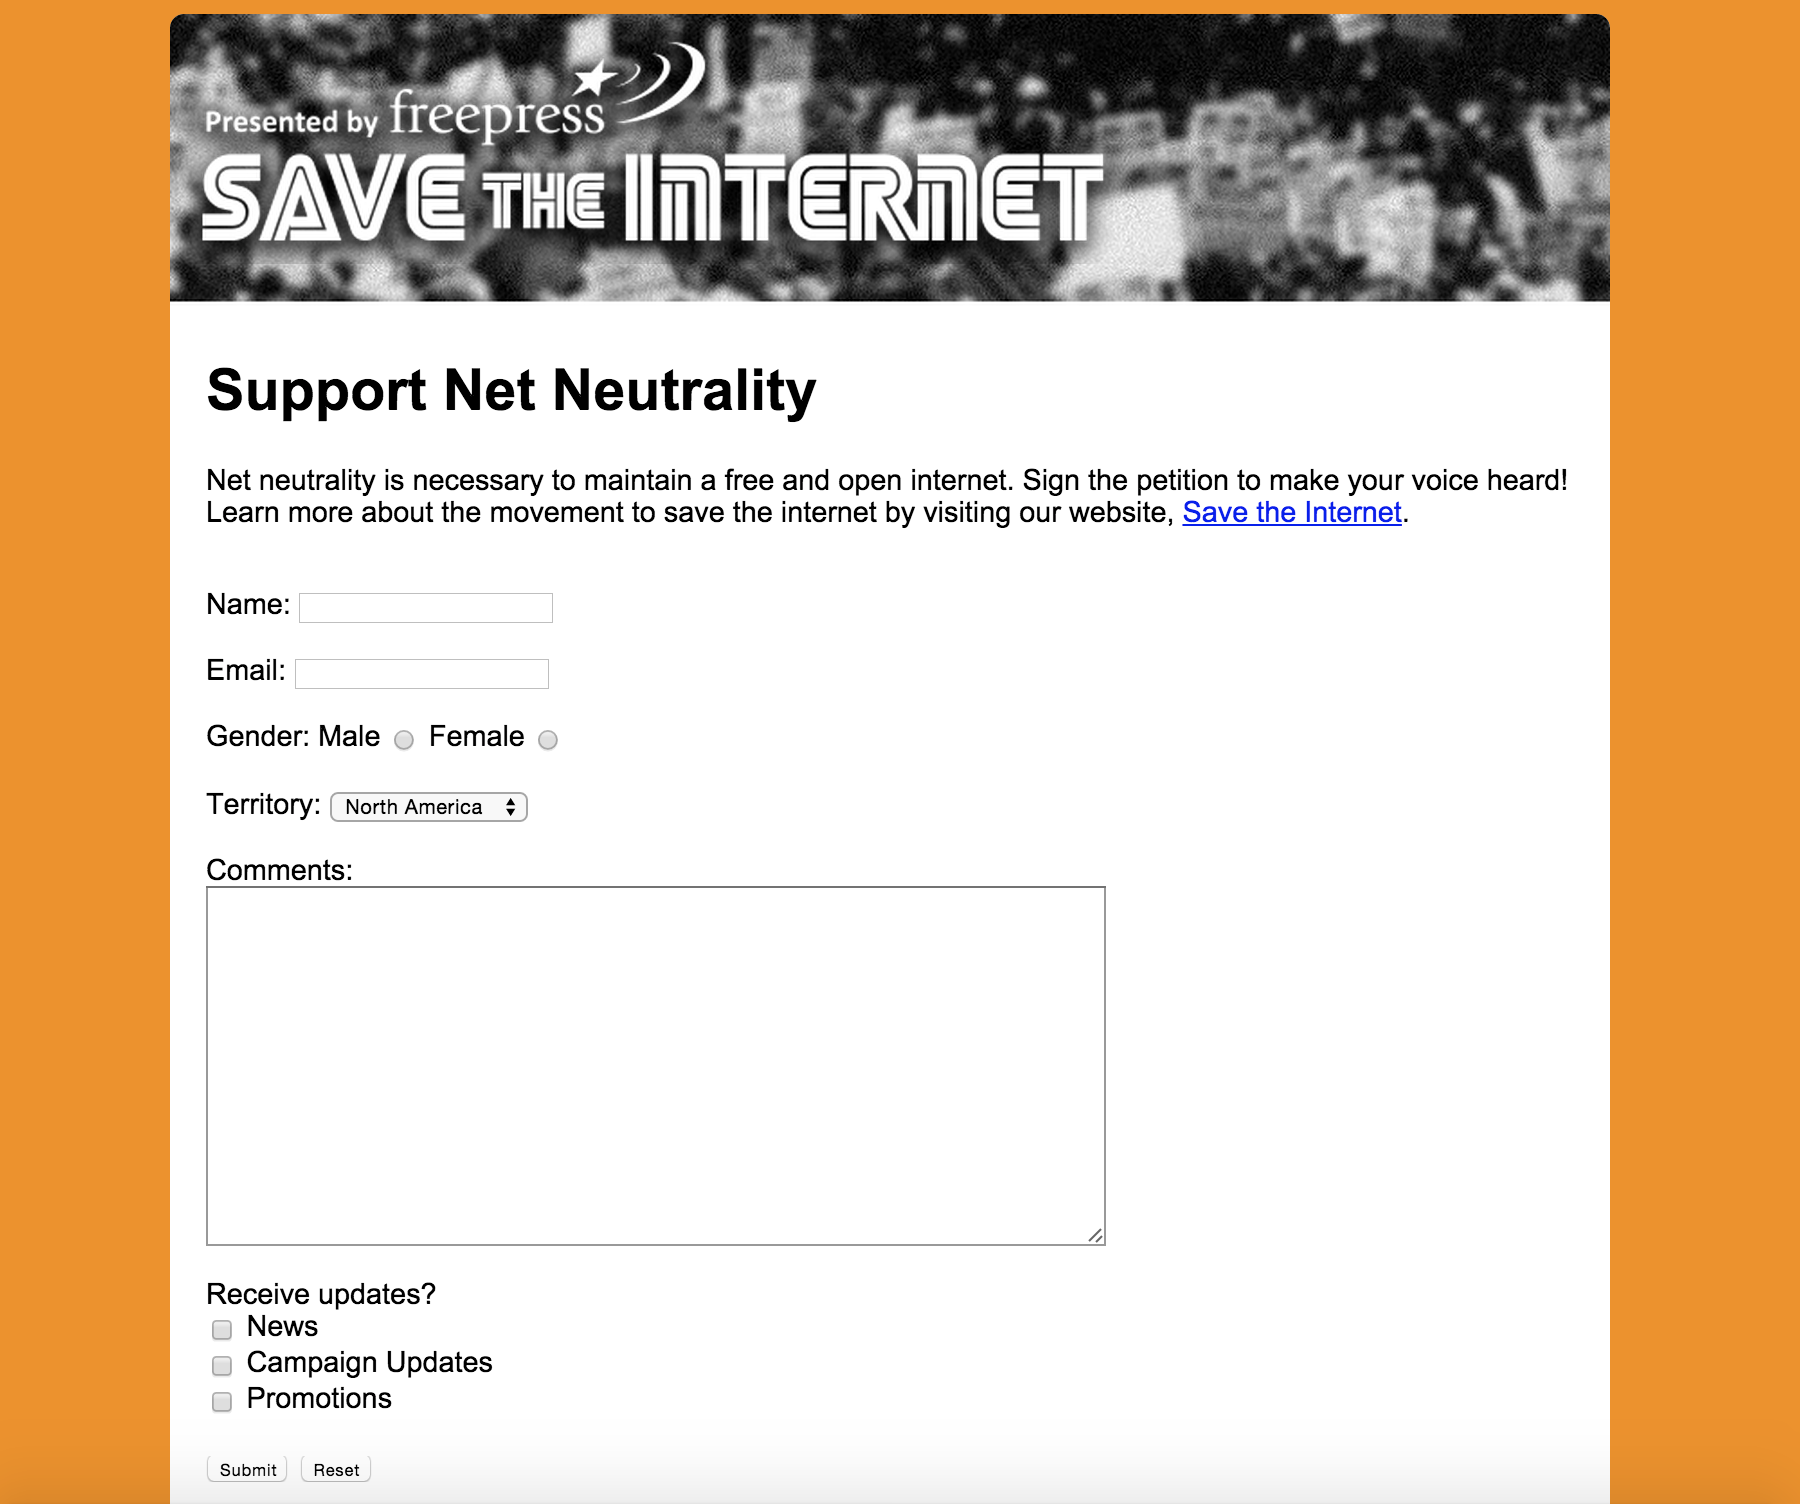 Presented by freepress
SAVE THE INTERNET
Support Net Neutrality
Net neutrality is necessary to maintain a free and open internet. Sign the petition to make your voice heard!
Learn more about the movement to save the internet by visiting our website, Save the Internet.
Name:
Email:
Gender: Male Female
Territory: North America
Comments:
Receive updates?
News
Campaign Updates
Promotions
Submit Reset